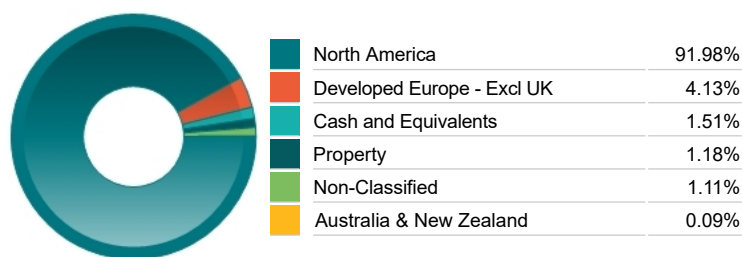 North America 91.98%
Developed Europe - Excl UK 4.13%
Cash and Equivalents 1.51%
Property 1.18%
Non-Classified 1.11%
Australia & New Zealand 0.09%